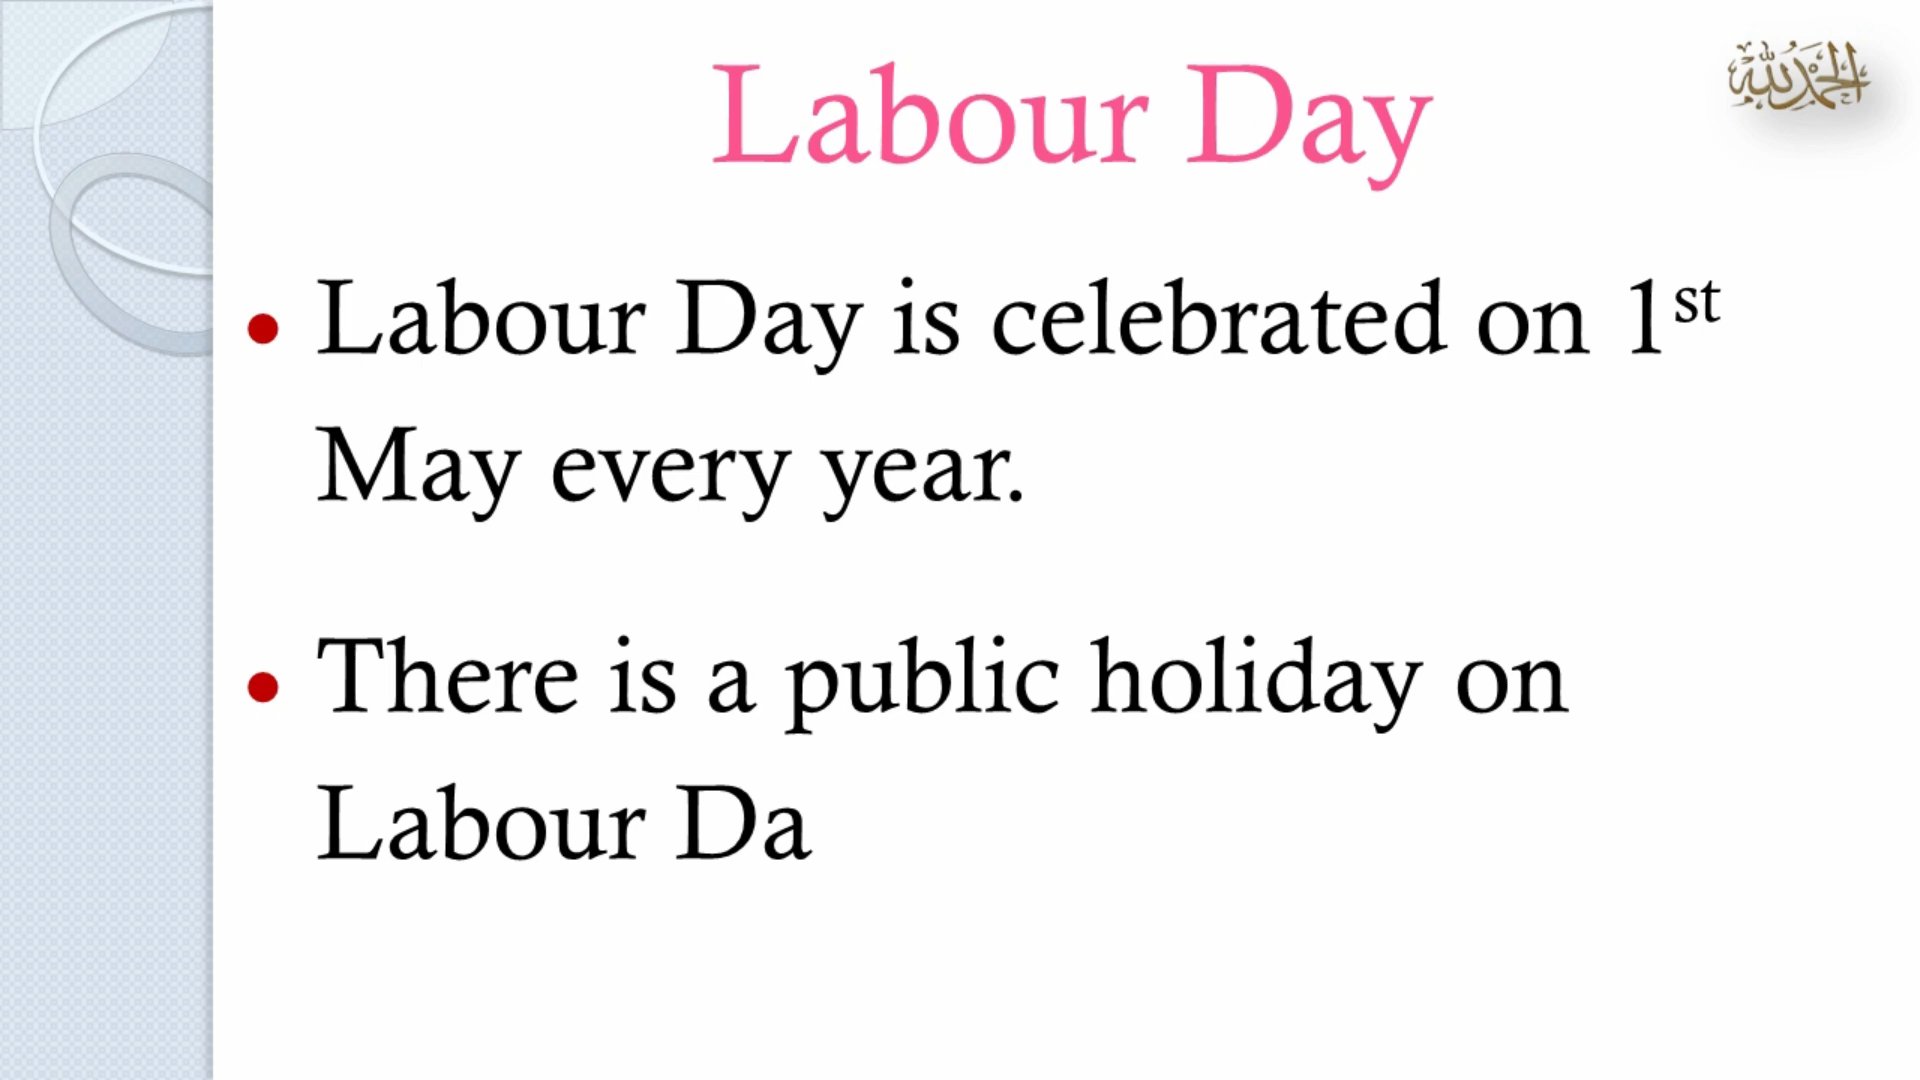 Labour Day
الحمد لله
• Labour Day is celebrated on 1st
May every year.
• There is a public holiday on
Labour Da